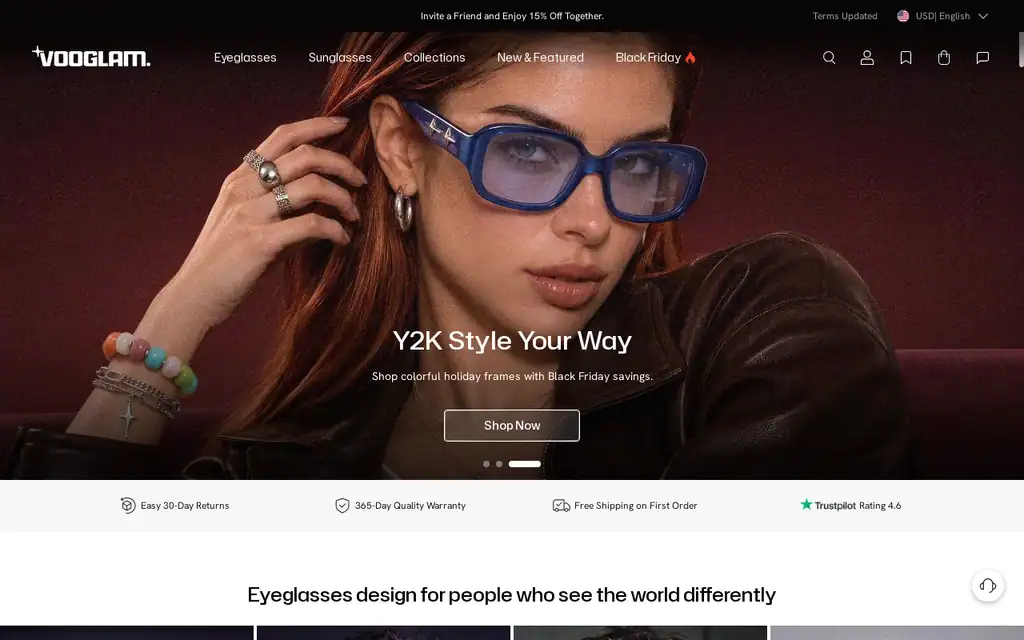 Invite a Friend and Enjoy 15% Off Together.
Terms Updated
USD| English
VOOGLAM.
Eyeglasses
Sunglasses
Collections
New & Featured
Black Friday
Y2K Style Your Way
Shop colorful holiday frames with Black Friday savings.
Shop Now
Easy 30-Day Returns
365-Day Quality Warranty
Free Shipping on First Order
Trustpilot Rating 4.6
Eyeglasses design for people who see the world differently